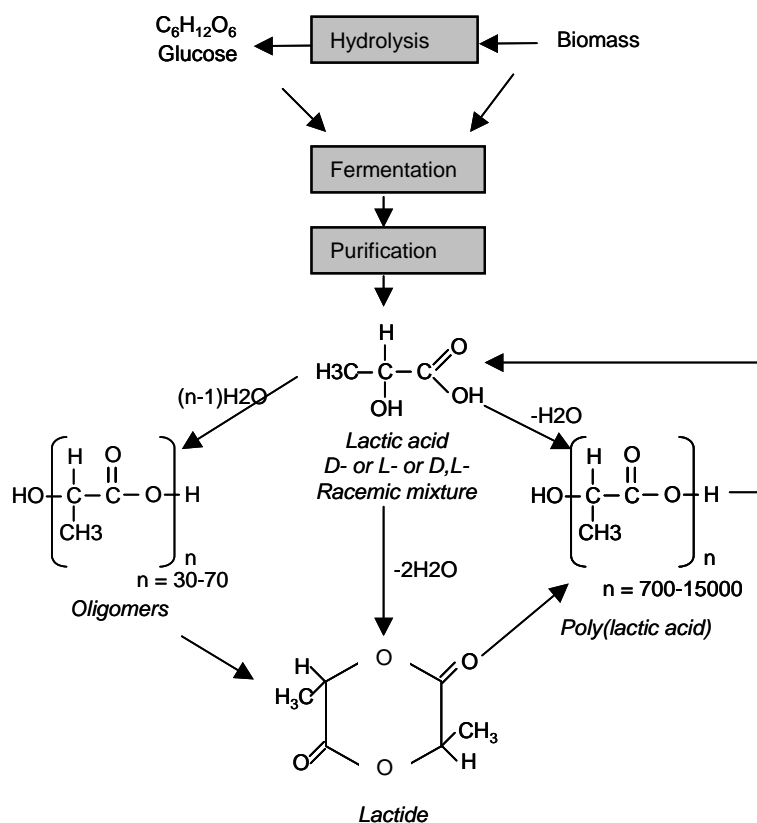 C₆H₁₂O₆
Glucose
Hydrolysis
Biomass
Fermentation
Purification
H
H3C C C
O
OH
OH
(n-1)H2O
-H2O
Lactic acid
D- or L- or D,L-
Racemic mixture
H O
HO C C O H
CH3
n
n = 30-70
Oligomers
-2H2O
H O
HO C C O H
CH3
n
n = 700-15000
Poly(lactic acid)
O
O
H
H₃C
CH₃
O
O
H
Lactide